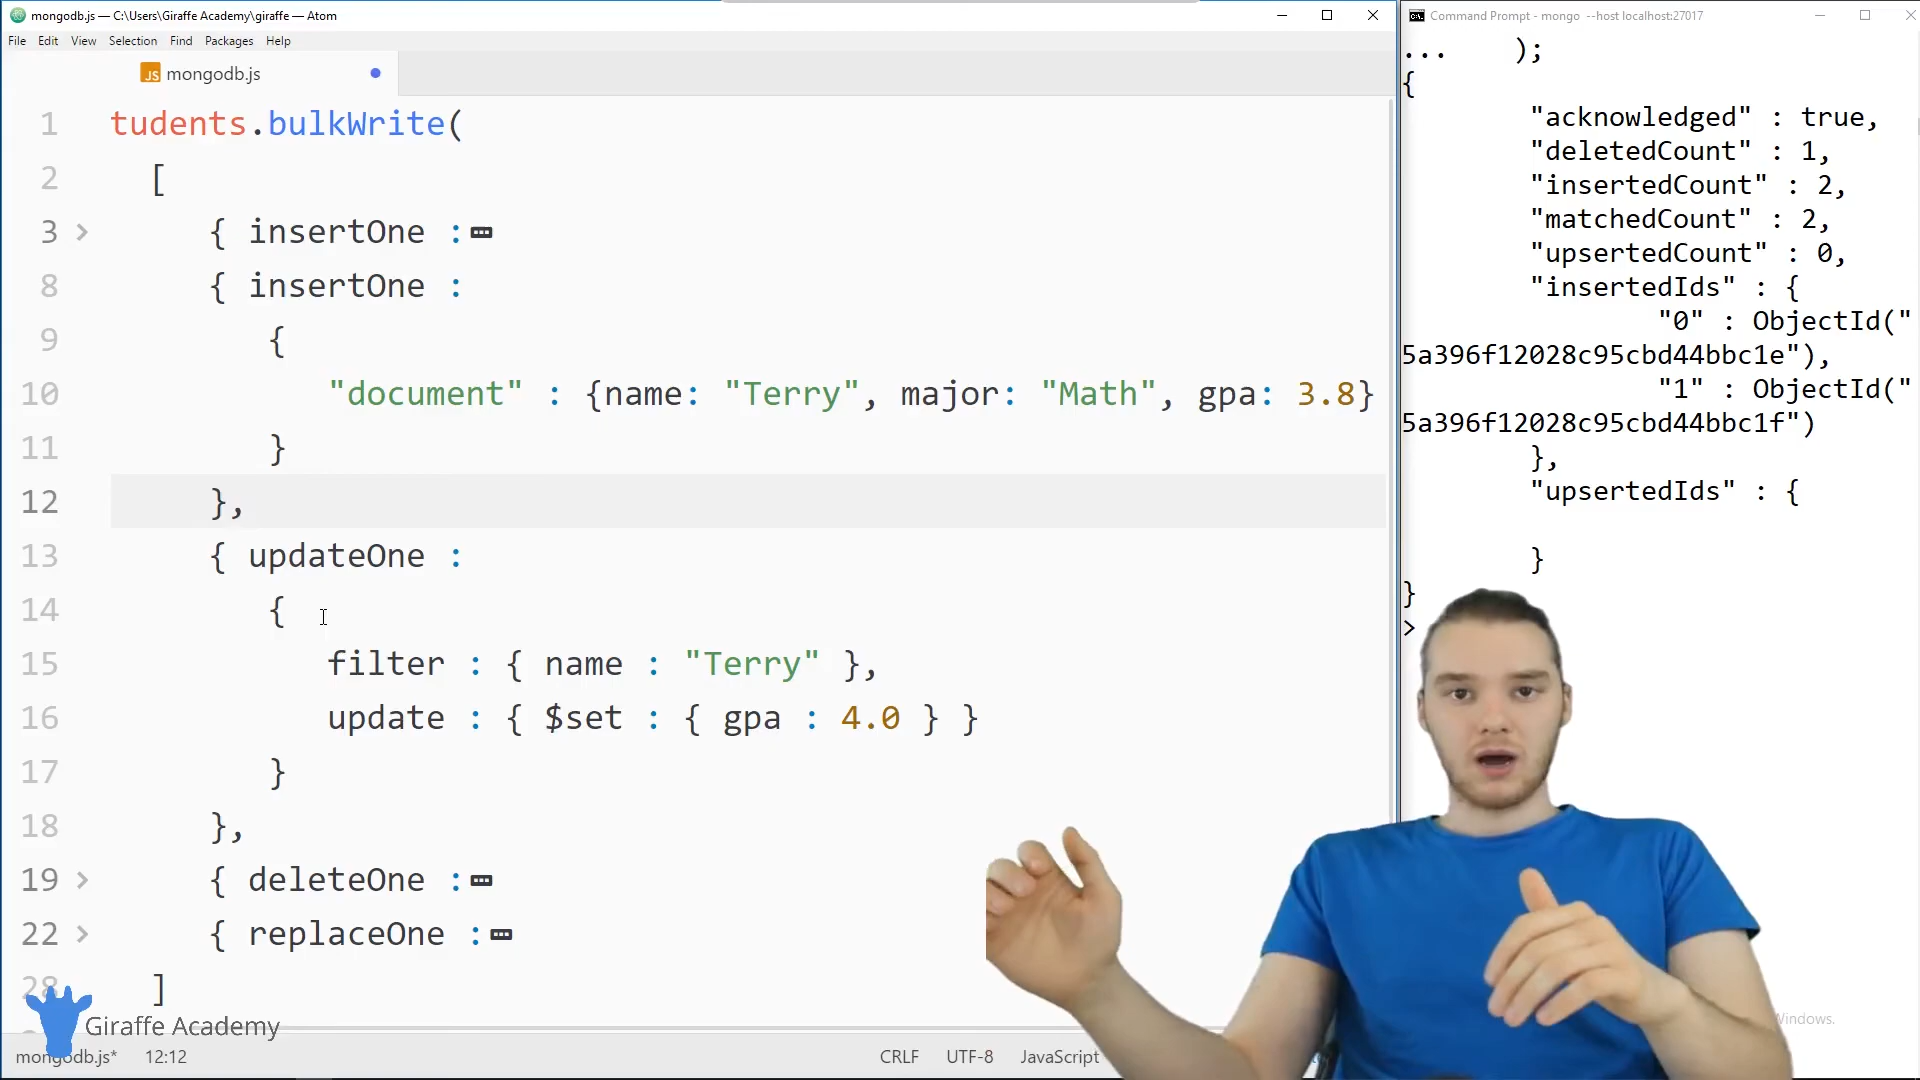 mongodb.js — C:\Users\Giraffe Academy\giraffe — Atom
File Edit View Selection Find Packages Help
JS mongodb.js
1 tudents.bulkWrite(
2 [
3 { insertOne :
8 { insertOne :
9 {
10 "document" : {name: "Terry", major: "Math", gpa: 3.8}
11 }
12 },
13 { updateOne :
14 {
15 filter : { name : "Terry" },
16 update : { $set : { gpa : 4.0 } }
17 }
18 },
19 { deleteOne :
22 { replaceOne :
28 ]
Giraffe Academy
mongodb.js* 12:12 CRLF UTF-8 JavaScript
Command Prompt - mongo --host localhost:27017
... );
{
"acknowledged" : true,
"deletedCount" : 1,
"insertedCount" : 2,
"matchedCount" : 2,
"upsertedCount" : 0,
"insertedIds" : {
"0" : ObjectId("
5a396f12028c95cbd44bbc1e"),
"1" : ObjectId("
5a396f12028c95cbd44bbc1f")
},
"upsertedIds" : {
}
}
>
Windows.